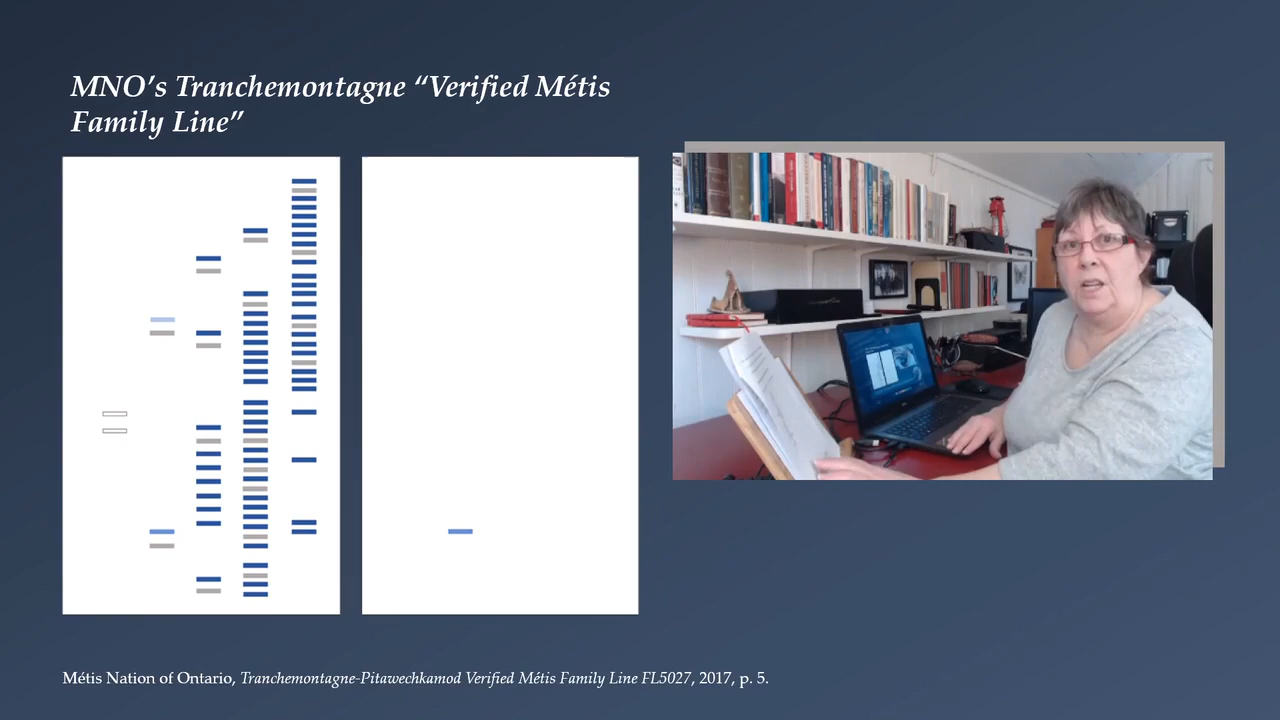 MNO’s Tranchemontagne “Verified Métis
Family Line”
Métis Nation of Ontario, Tranchemontagne-Pitawechkamod Verified Métis Family Line FL5027, 2017, p. 5.